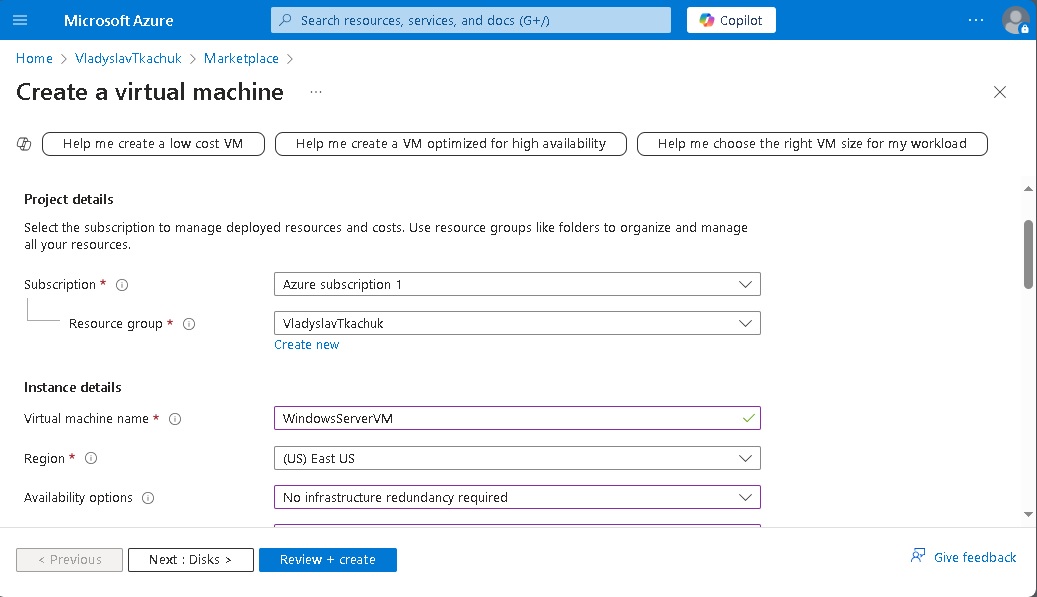 Microsoft Azure
Search resources, services, and docs (G+/)
Copilot
Home > VladyslavTkachuk > Marketplace >
Create a virtual machine
Help me create a low cost VM
Help me create a VM optimized for high availability
Help me choose the right VM size for my workload
Project details
Select the subscription to manage deployed resources and costs. Use resource groups like folders to organize and manage
all your resources.
Subscription *
Azure subscription 1
Resource group *
VladyslavTkachuk
Create new
Instance details
Virtual machine name *
WindowsServerVM
Region *
(US) East US
Availability options
No infrastructure redundancy required
< Previous
Next : Disks >
Review + create
Give feedback